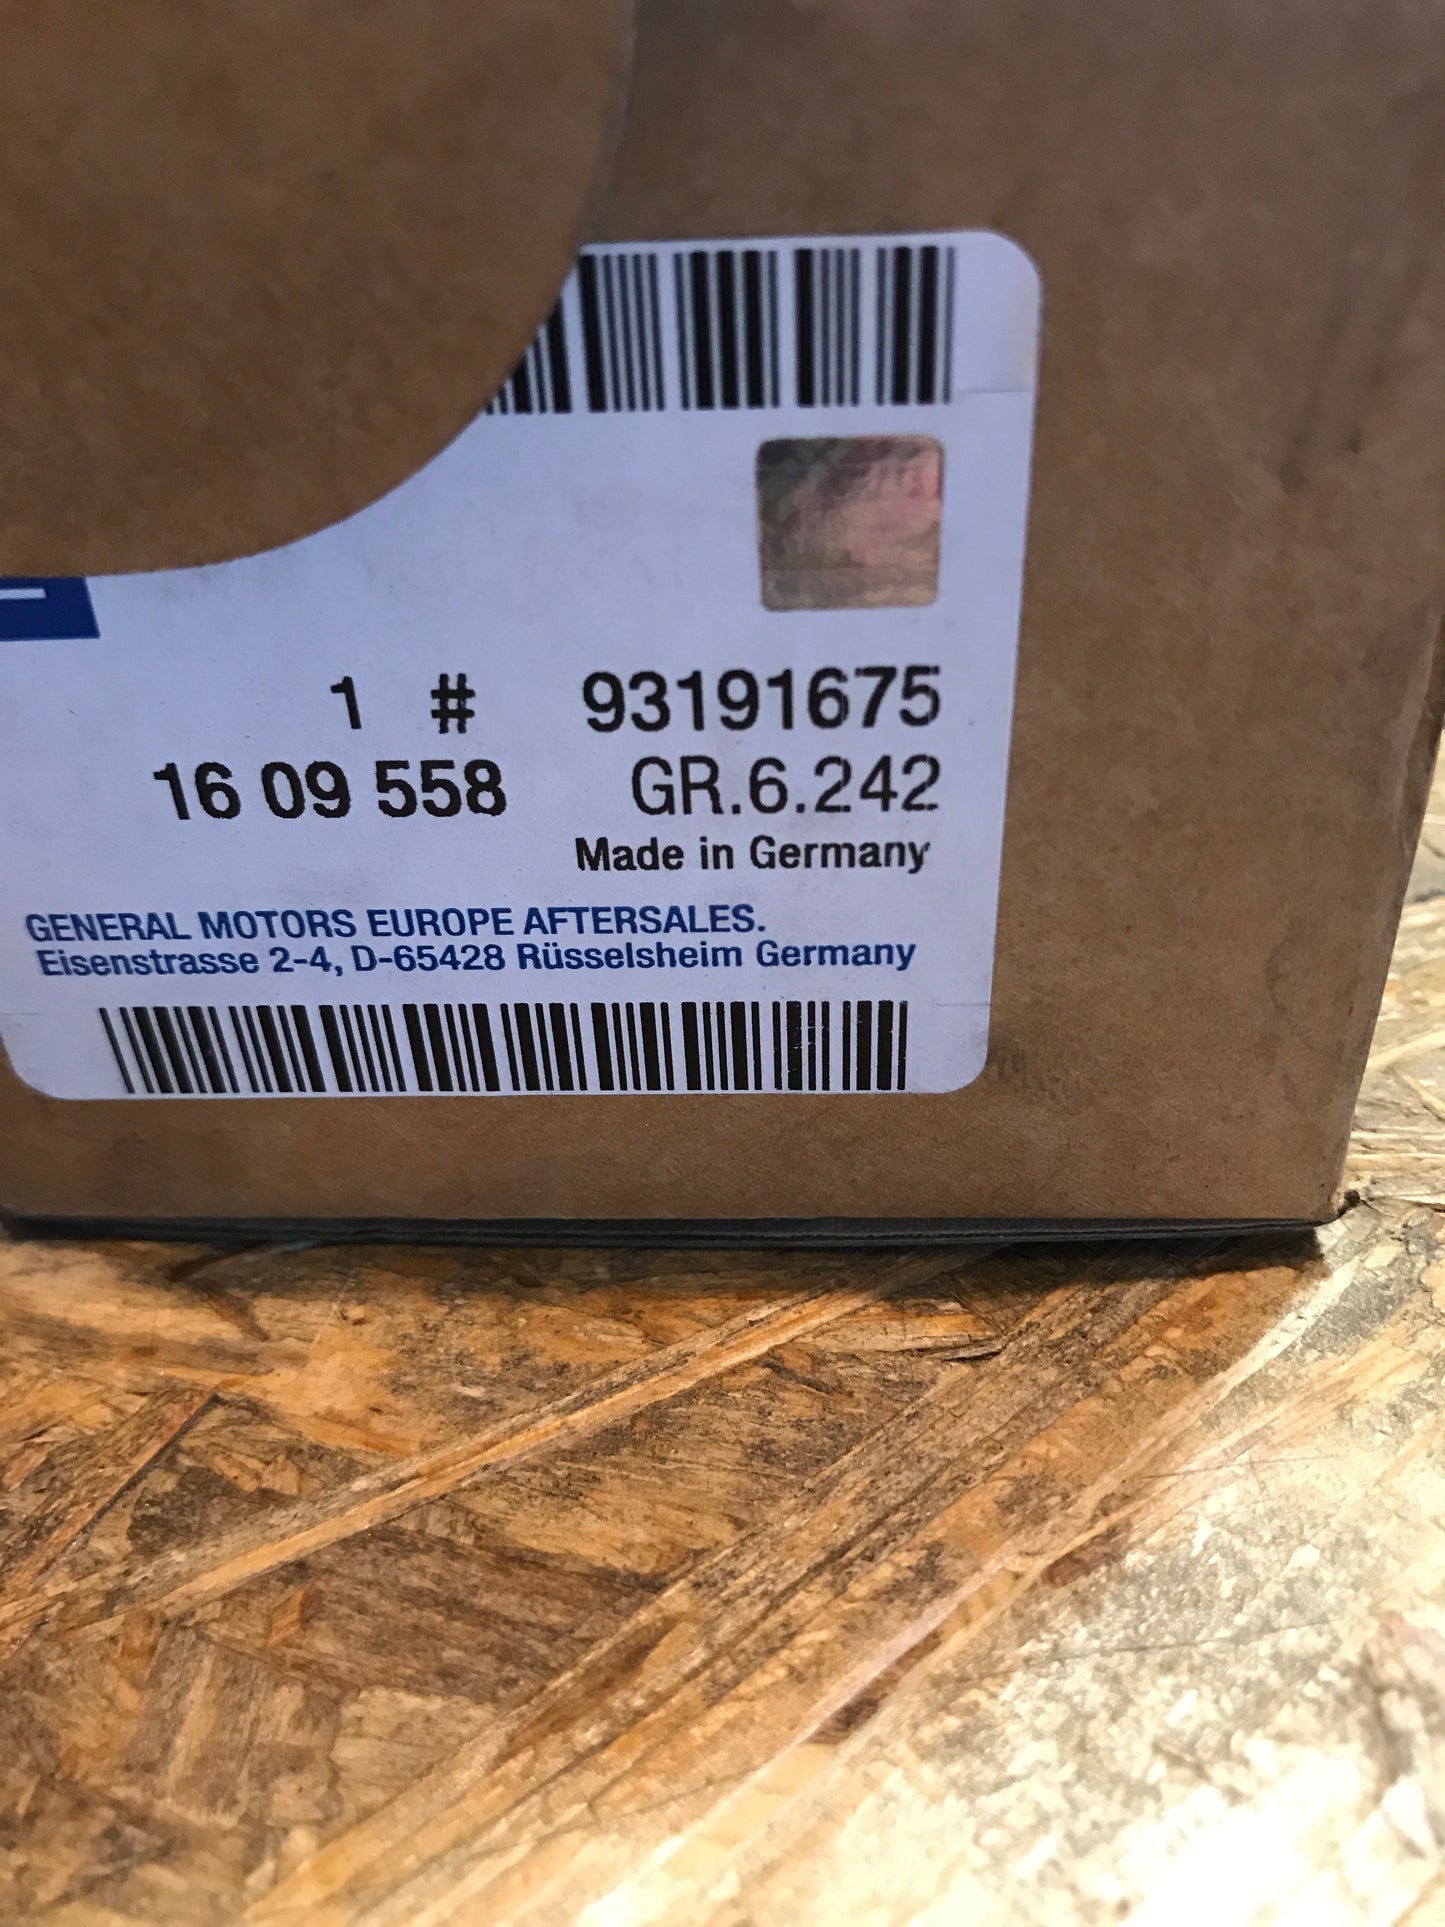 1 # 93191675
16 09 558 GR.6.242
Made in Germany
GENERAL MOTORS EUROPE AFTERSALES.
Eisenstrasse 2-4, D-65428 Rüsselsheim Germany